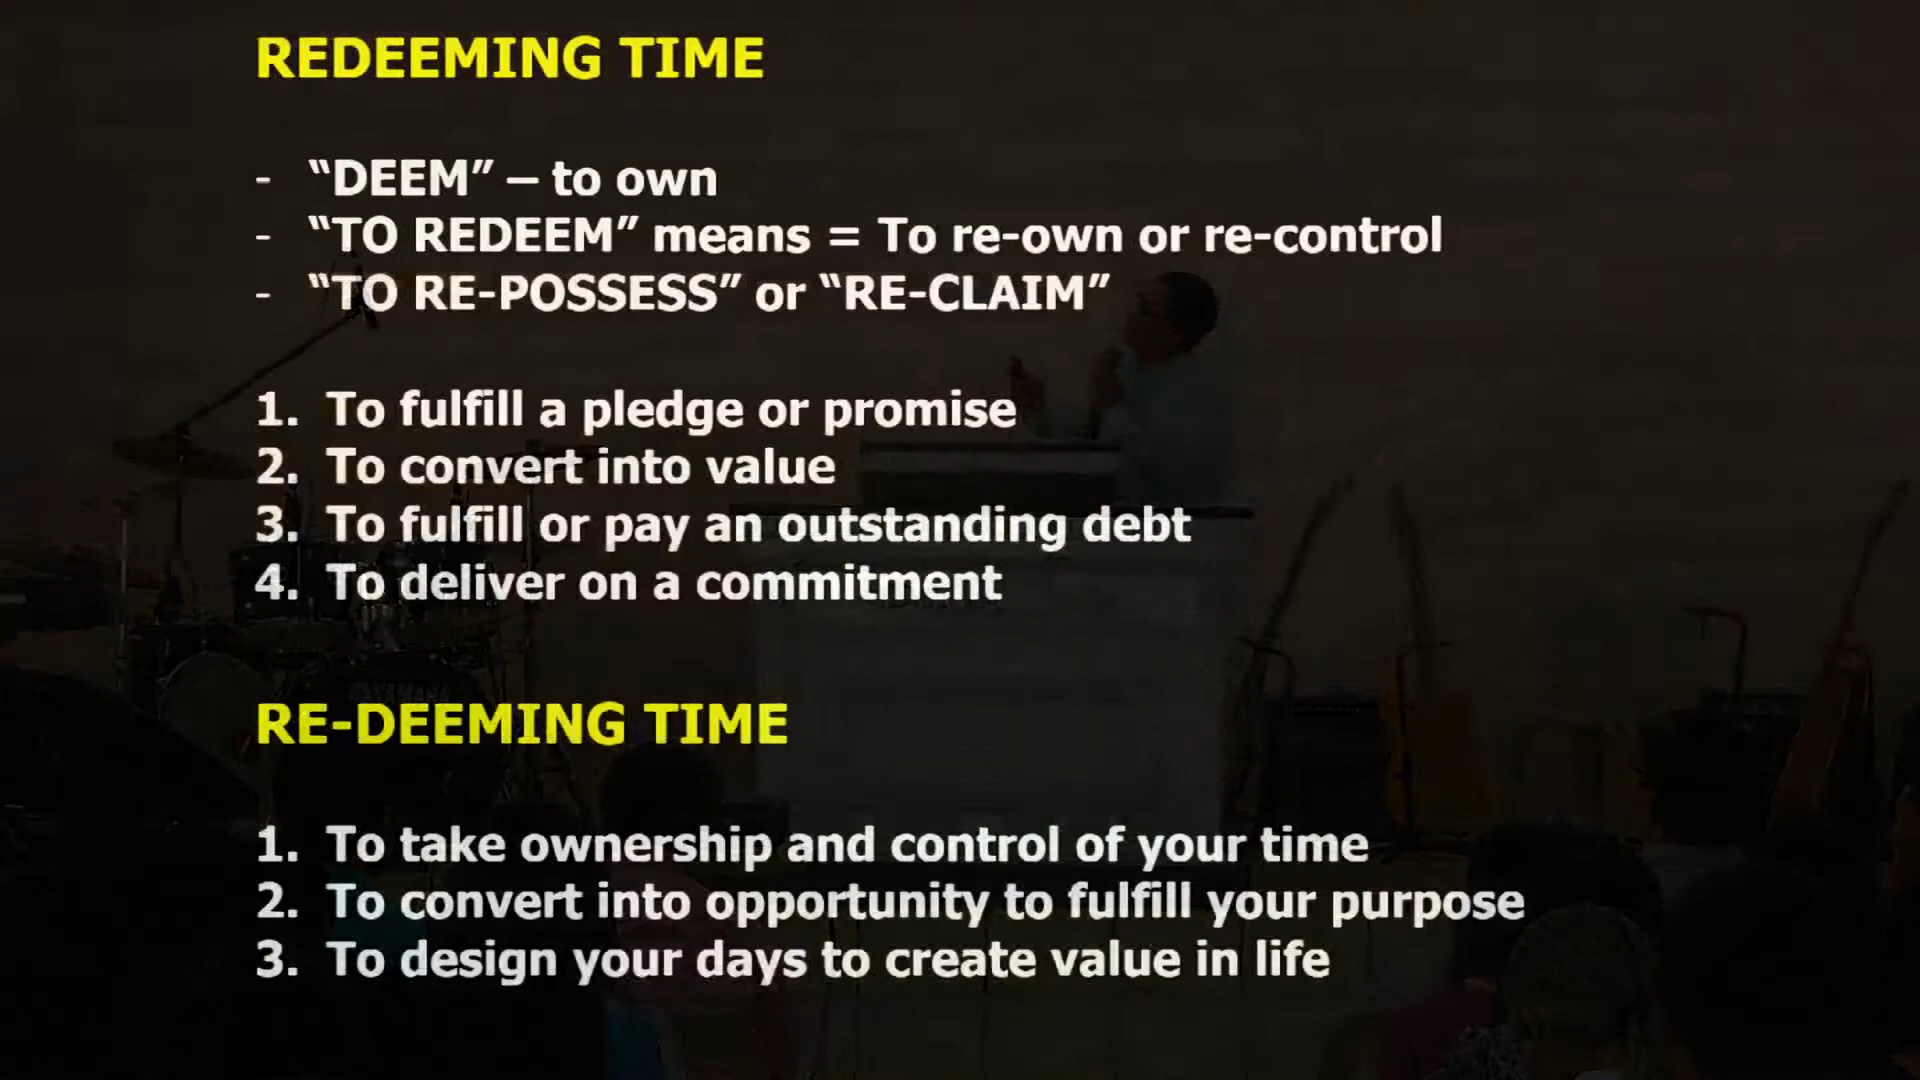 REDEEMING TIME
- “DEEM” – to own
- “TO REDEEM” means = To re-own or re-control
- “TO RE-POSSESS” or “RE-CLAIM”
1. To fulfill a pledge or promise
2. To convert into value
3. To fulfill or pay an outstanding debt
4. To deliver on a commitment
RE-DEEMING TIME
1. To take ownership and control of your time
2. To convert into opportunity to fulfill your purpose
3. To design your days to create value in life